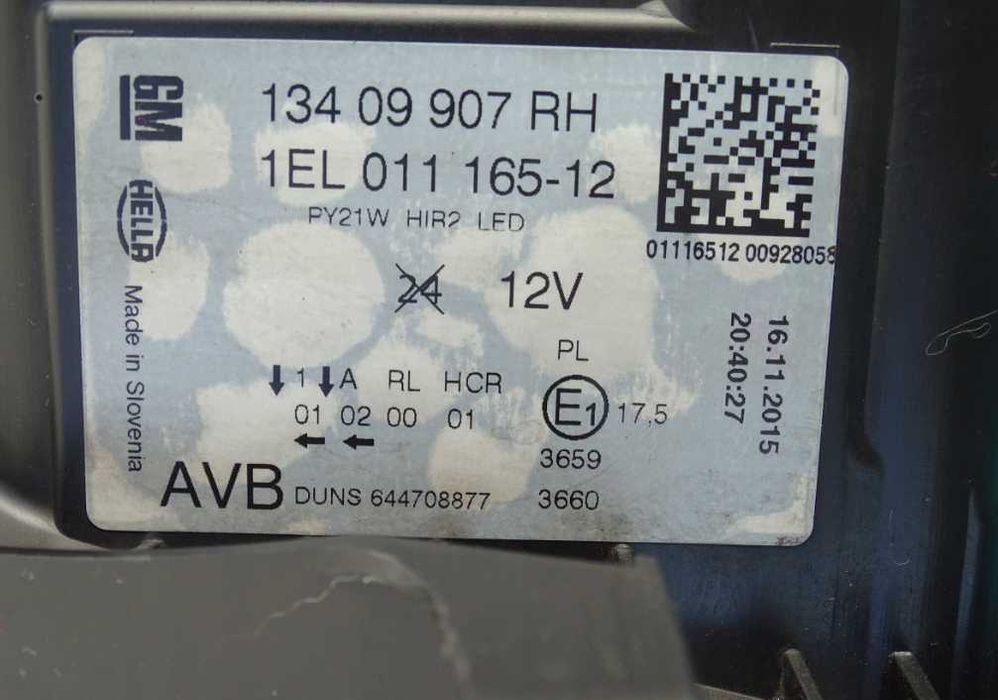 GM
HELLA
Made in Slovenia
134 09 907 RH
1EL 011 165-12
PY21W HIR2 LED
24 12V
01116512 00928058
16.11.2015
20:40:27
↓1 ↓A RL HCR
01 02 00 01
← ←
PL
E1 17,5
3659
3660
AVB DUNS 644708877